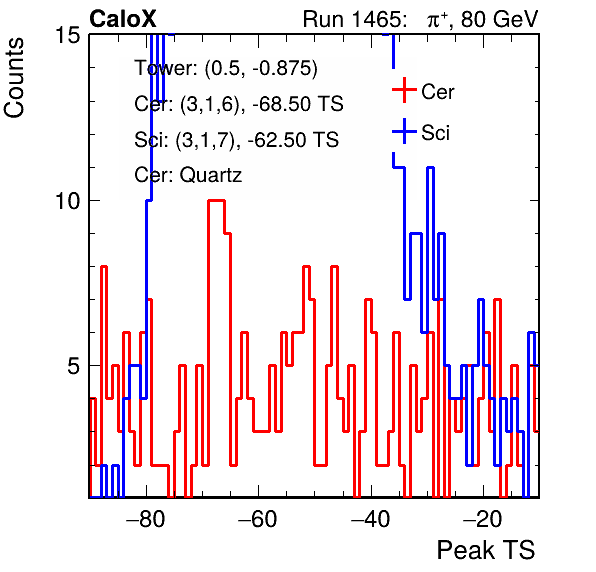 CaloX Run 1465: π⁺, 80 GeV
Counts
15
10
5
Tower: (0.5, -0.875)
Cer: (3,1,6), -68.50 TS
Sci: (3,1,7), -62.50 TS
Cer: Quartz
Cer
Sci
−80 −60 −40 −20
Peak TS